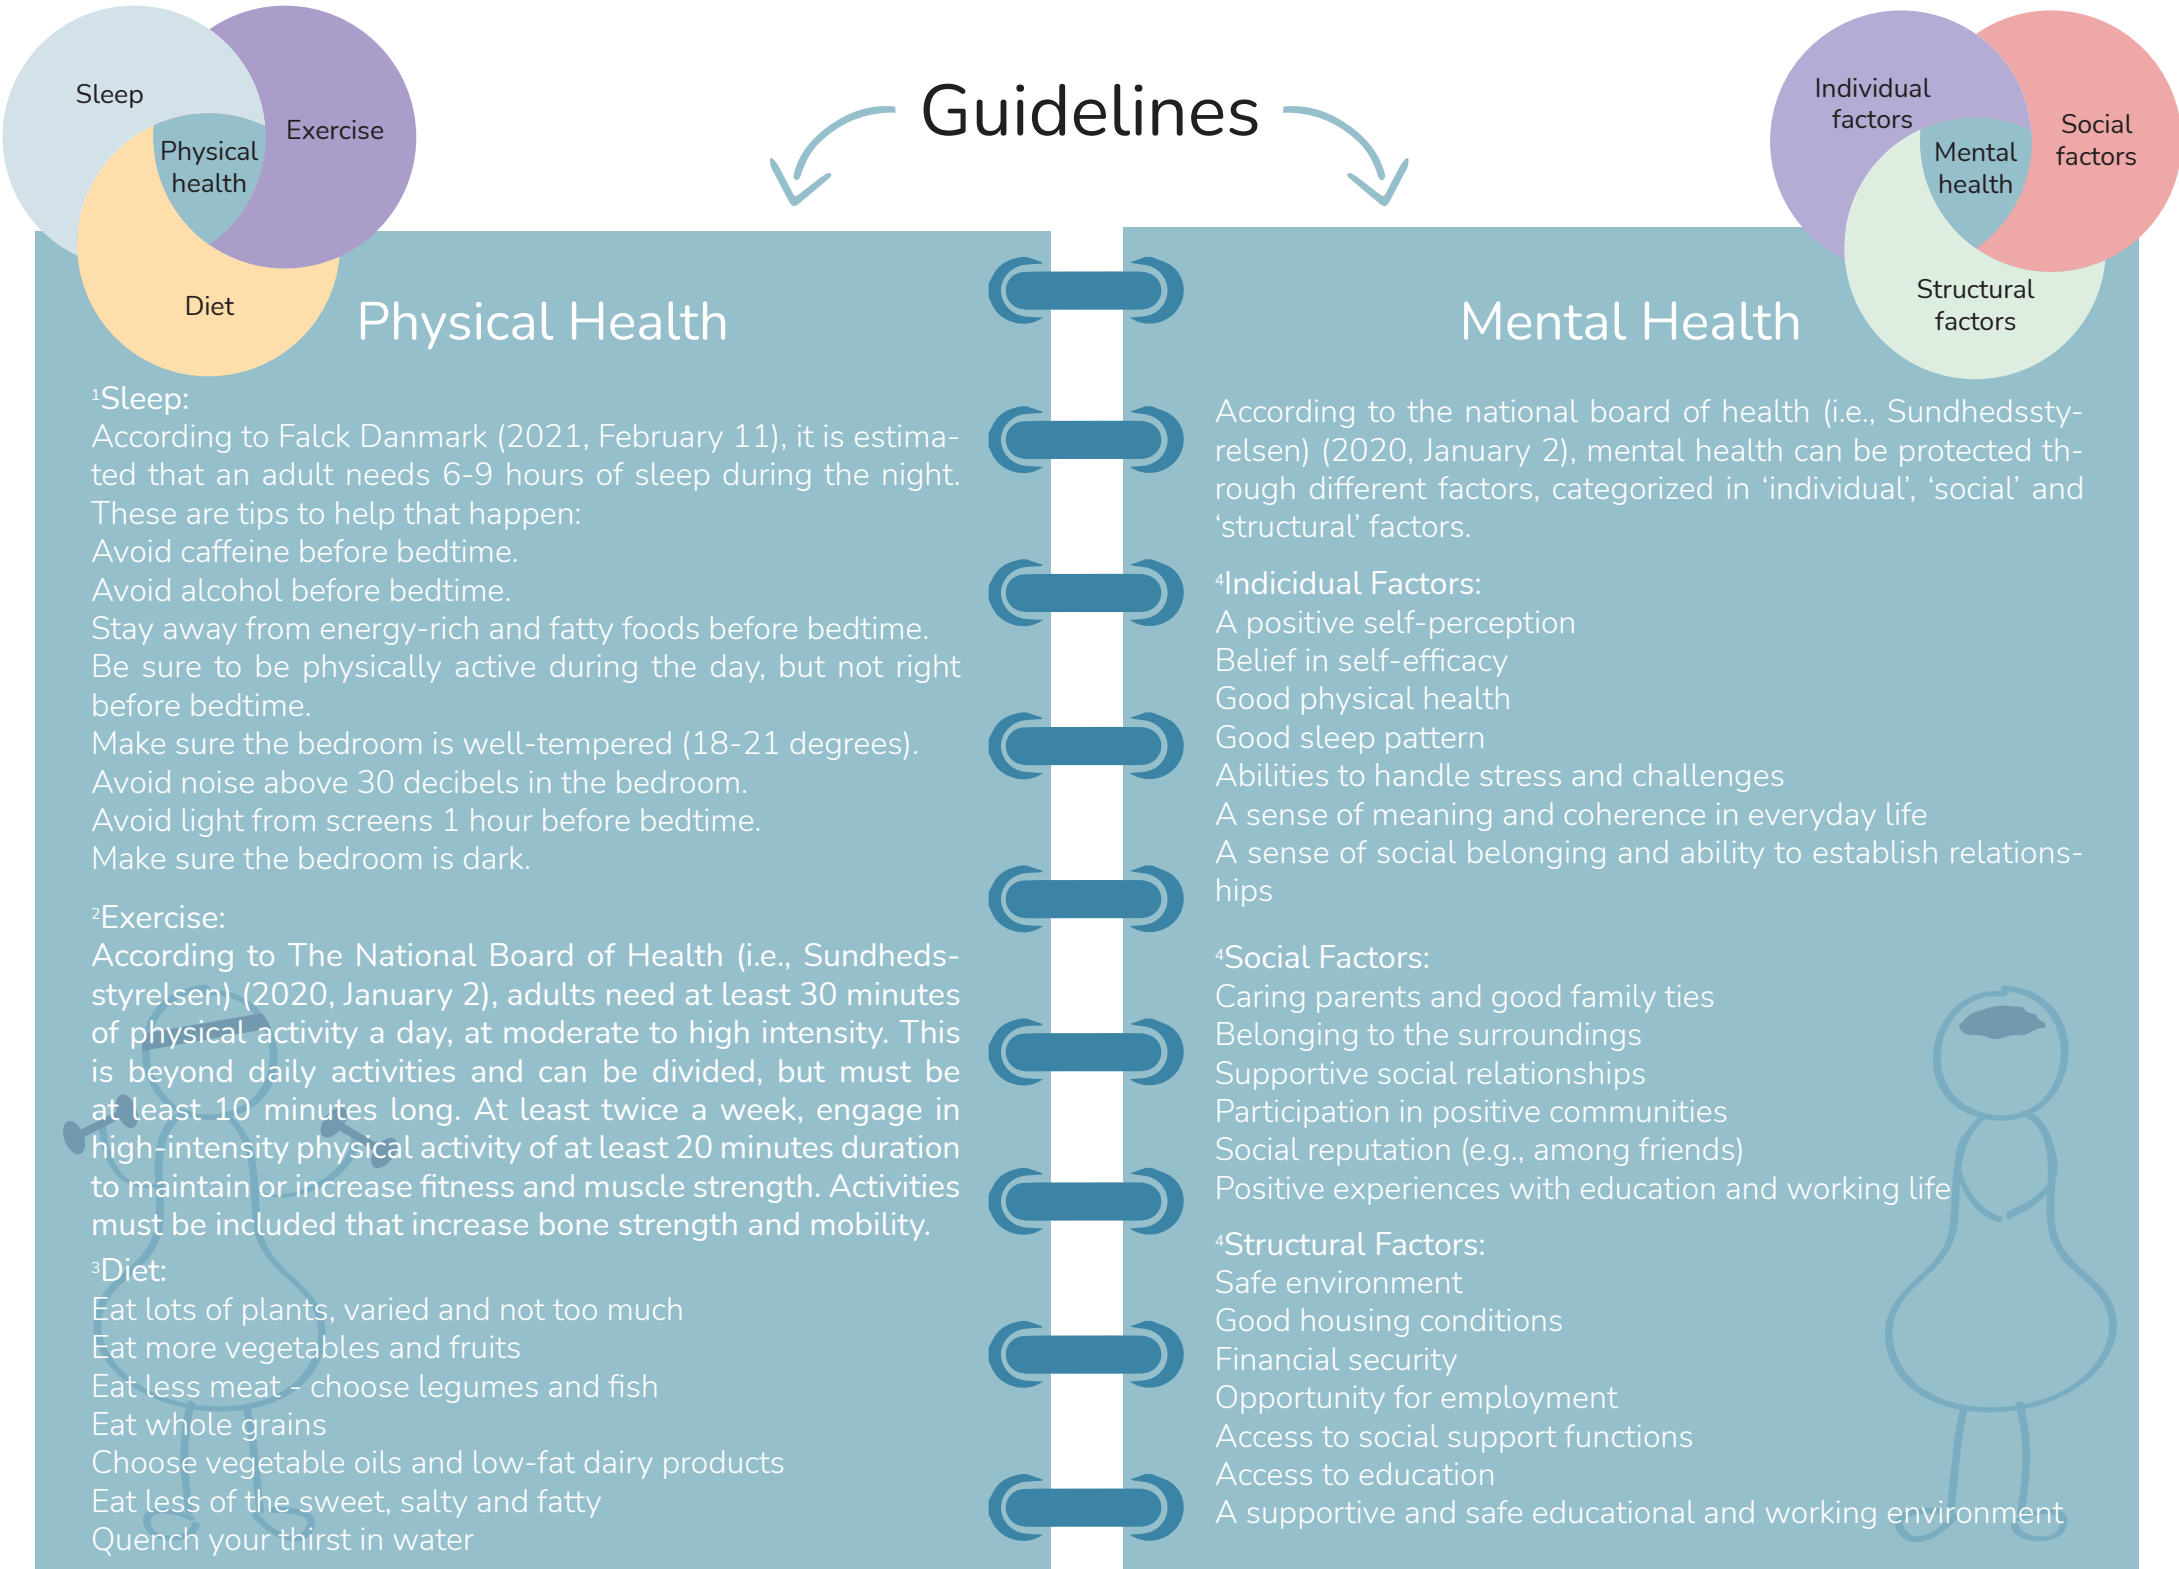 Guidelines
Sleep
Exercise
Physical
health
Diet
Individual
factors
Social
factors
Mental
health
Structural
factors
Physical Health
¹Sleep:
According to Falck Danmark (2021, February 11), it is estima-
ted that an adult needs 6-9 hours of sleep during the night.
These are tips to help that happen:
Avoid caffeine before bedtime.
Avoid alcohol before bedtime.
Stay away from energy-rich and fatty foods before bedtime.
Be sure to be physically active during the day, but not right
before bedtime.
Make sure the bedroom is well-tempered (18-21 degrees).
Avoid noise above 30 decibels in the bedroom.
Avoid light from screens 1 hour before bedtime.
Make sure the bedroom is dark.
²Exercise:
According to The National Board of Health (i.e., Sundheds-
styrelsen) (2020, January 2), adults need at least 30 minutes
of physical activity a day, at moderate to high intensity. This
is beyond daily activities and can be divided, but must be
at least 10 minutes long. At least twice a week, engage in
high-intensity physical activity of at least 20 minutes duration
to maintain or increase fitness and muscle strength. Activities
must be included that increase bone strength and mobility.
³Diet:
Eat lots of plants, varied and not too much
Eat more vegetables and fruits
Eat less meat - choose legumes and fish
Eat whole grains
Choose vegetable oils and low-fat dairy products
Eat less of the sweet, salty and fatty
Quench your thirst in water
Mental Health
According to the national board of health (i.e., Sundhedssty-
relsen) (2020, January 2), mental health can be protected th-
rough different factors, categorized in ‘individual’, ‘social’ and
‘structural’ factors.
⁴Indicidual Factors:
A positive self-perception
Belief in self-efficacy
Good physical health
Good sleep pattern
Abilities to handle stress and challenges
A sense of meaning and coherence in everyday life
A sense of social belonging and ability to establish relations-
hips
⁴Social Factors:
Caring parents and good family ties
Belonging to the surroundings
Supportive social relationships
Participation in positive communities
Social reputation (e.g., among friends)
Positive experiences with education and working life
⁴Structural Factors:
Safe environment
Good housing conditions
Financial security
Opportunity for employment
Access to social support functions
Access to education
A supportive and safe educational and working environment